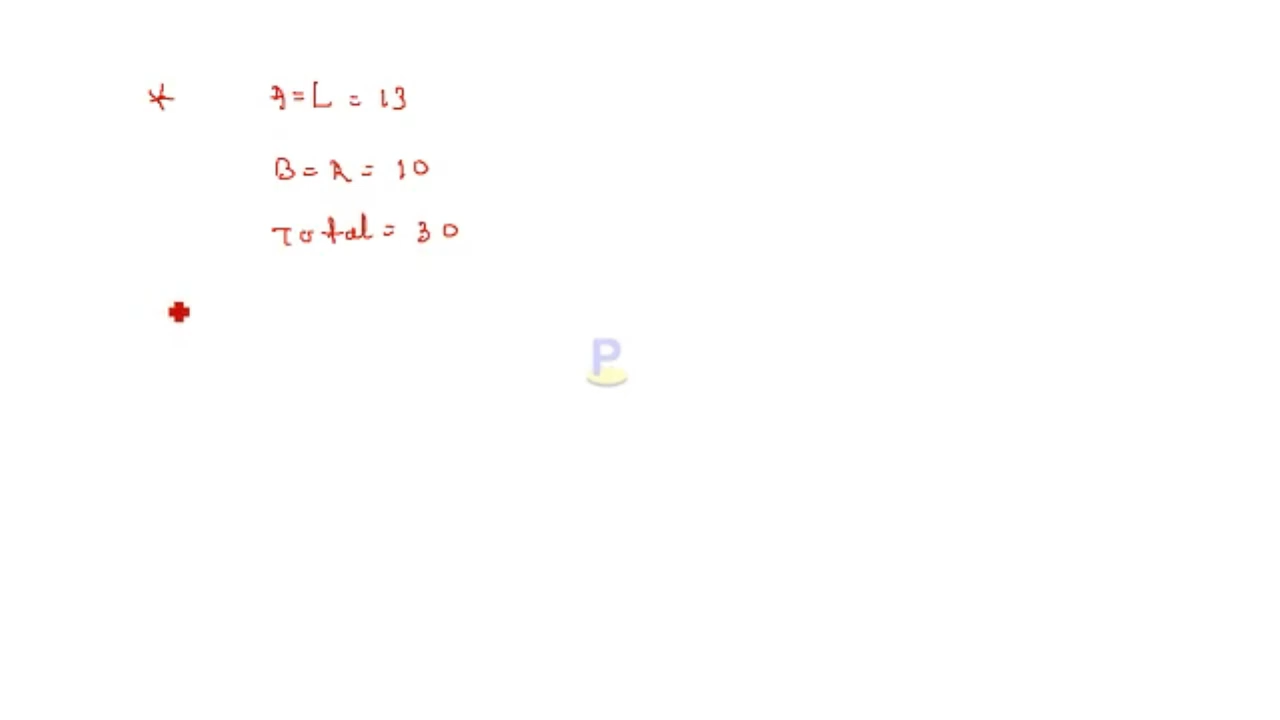 * A = L = 13
B = R = 10
Total = 30
P